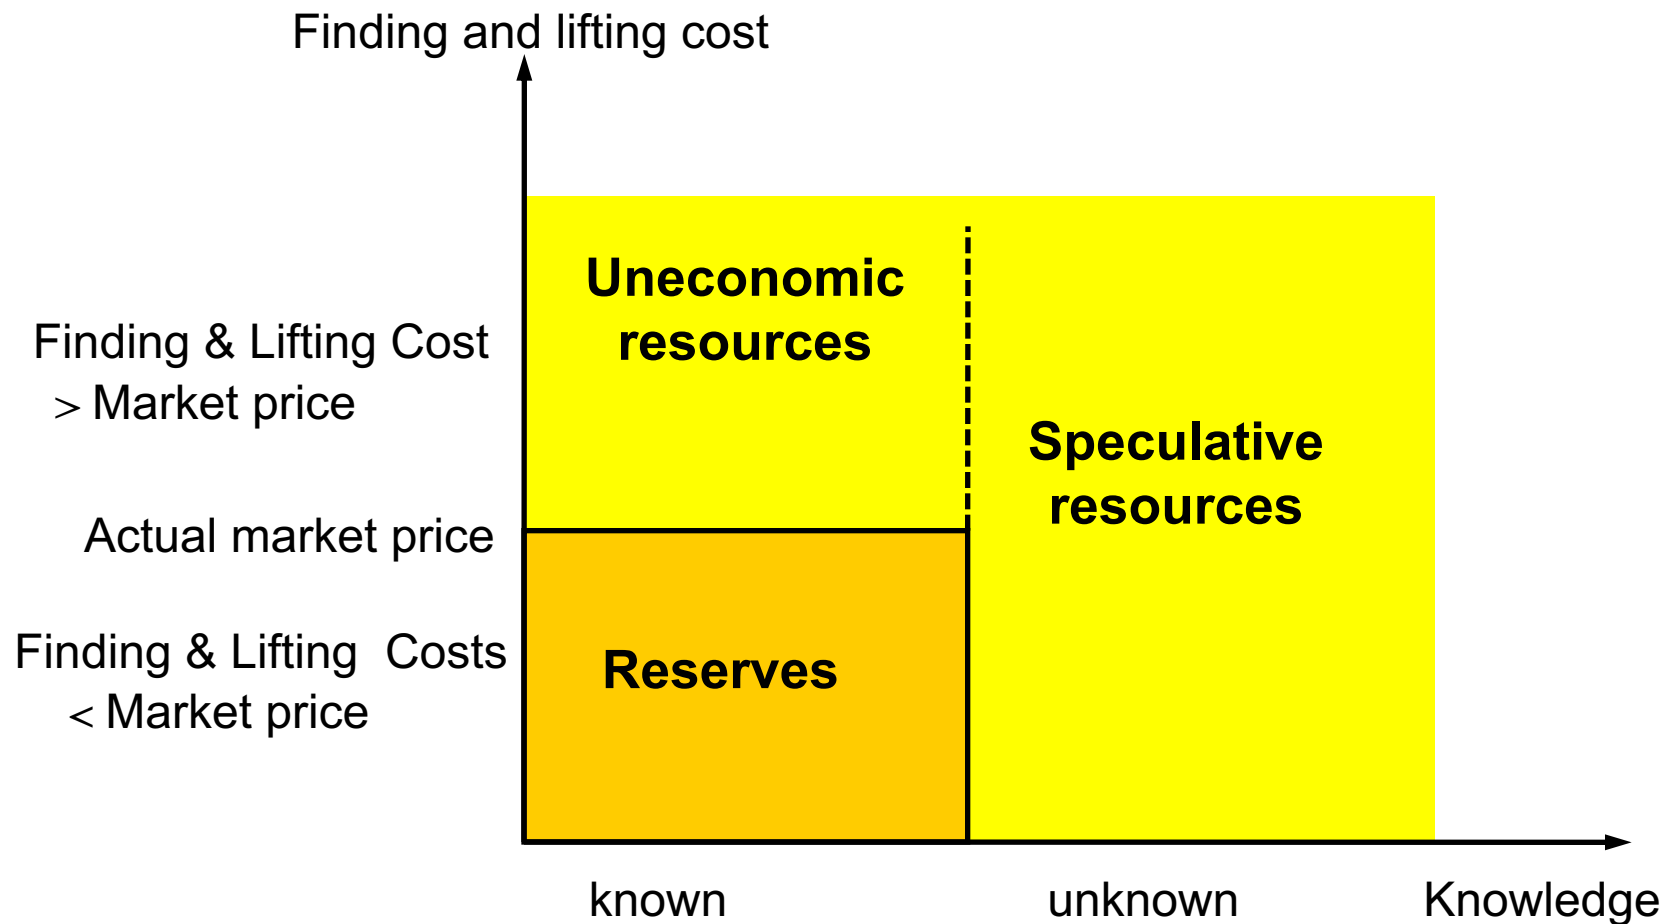 Finding and lifting cost
Uneconomic
resources
Finding & Lifting Cost
> Market price
Speculative
resources
Actual market price
Finding & Lifting  Costs
< Market price
Reserves
known
unknown
Knowledge